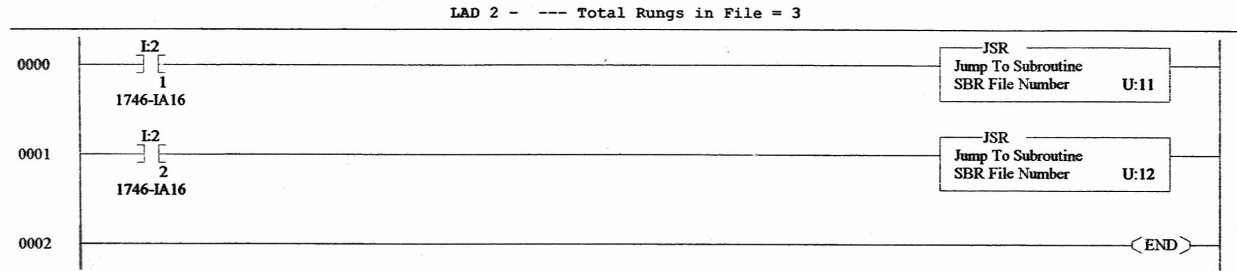 LAD 2 - --- Total Rungs in File = 3
0000
I:2
1
1746-IA16
JSR
Jump To Subroutine
SBR File Number U:11
0001
I:2
2
1746-IA16
JSR
Jump To Subroutine
SBR File Number U:12
0002
END